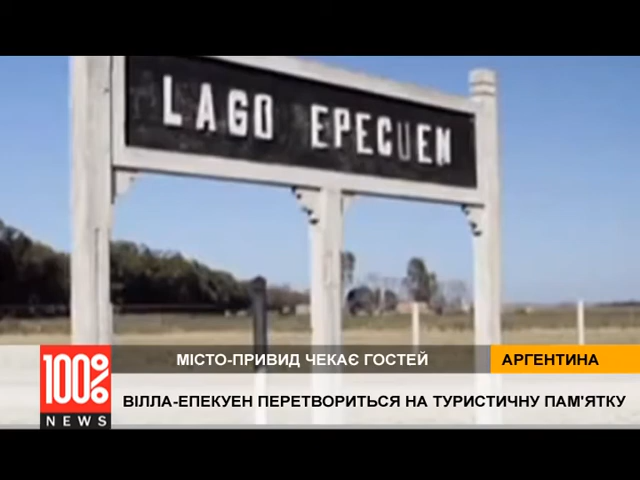 LAGO EPECUEN
МІСТО-ПРИВИД ЧЕКАЄ ГОСТЕЙ
АРГЕНТИНА
100%
NEWS
ВІЛЛА-ЕПЕКУЕН ПЕРЕТВОРИТЬСЯ НА ТУРИСТИЧНУ ПАМ'ЯТКУ